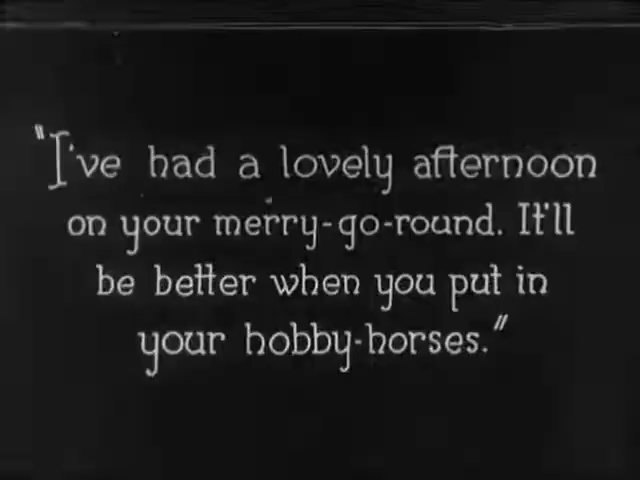 "I've had a lovely afternoon
on your merry-go-round. It'll
be better when you put in
your hobby-horses."